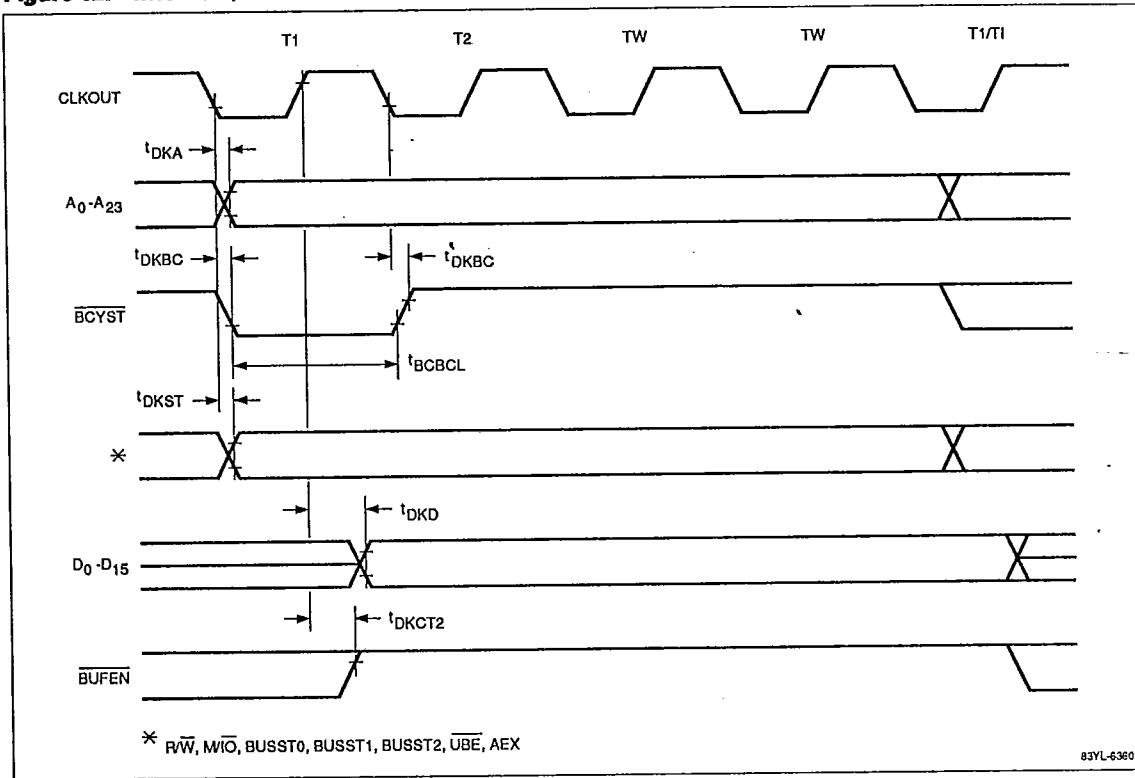 T1 T2 TW TW T1/TI
CLKOUT
tDKA
A0-A23
tDKBC tDKBC
BCYST
tBCBCL
tDKST
*
tDKD
D0-D15
tDKCT2
BUFEN
* R/W, M/IO, BUSST0, BUSST1, BUSST2, UBE, AEX
83YL-6360